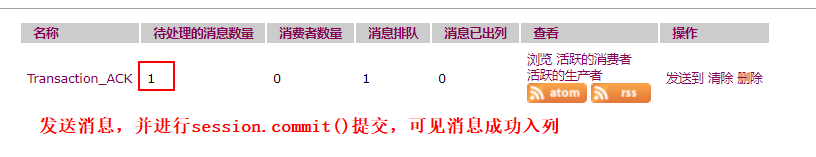 名称 待处理的消息数量 消费者数量 消息排队 消息已出列 查看 操作
Transaction_ACK 1 0 1 0 浏览 活跃的消费者
活跃的生产者
atom rss
发送到 清除 删除
发送消息，并进行session.commit()提交，可见消息成功入列